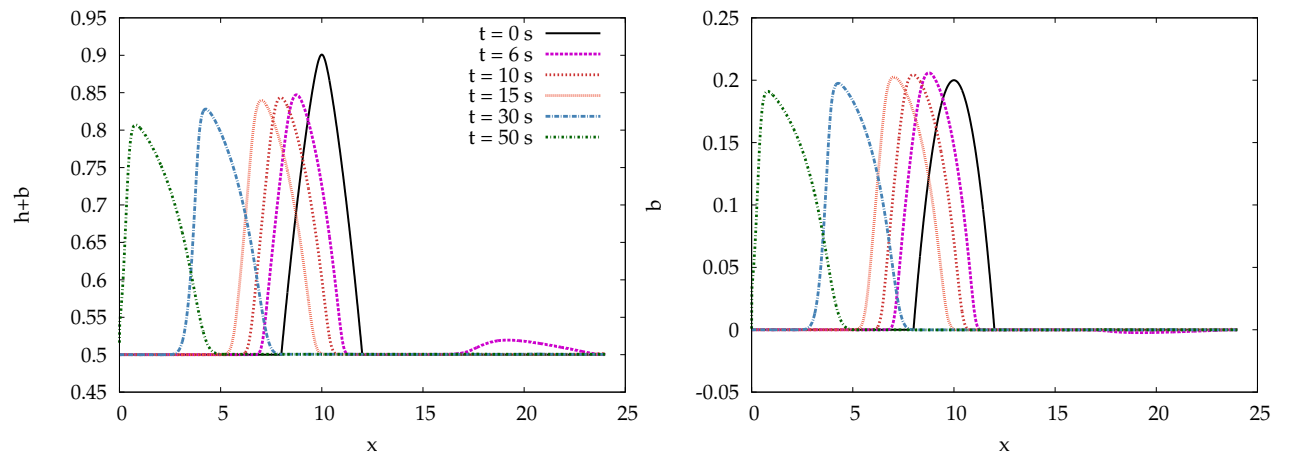 0.95
0.9
0.85
0.8
0.75
0.7
0.65
0.6
0.55
0.5
0.45
h+b
0 5 10 15 20 25
x
t = 0 s
t = 6 s
t = 10 s
t = 15 s
t = 30 s
t = 50 s
0.25
0.2
0.15
0.1
0.05
0
-0.05
b
0 5 10 15 20 25
x